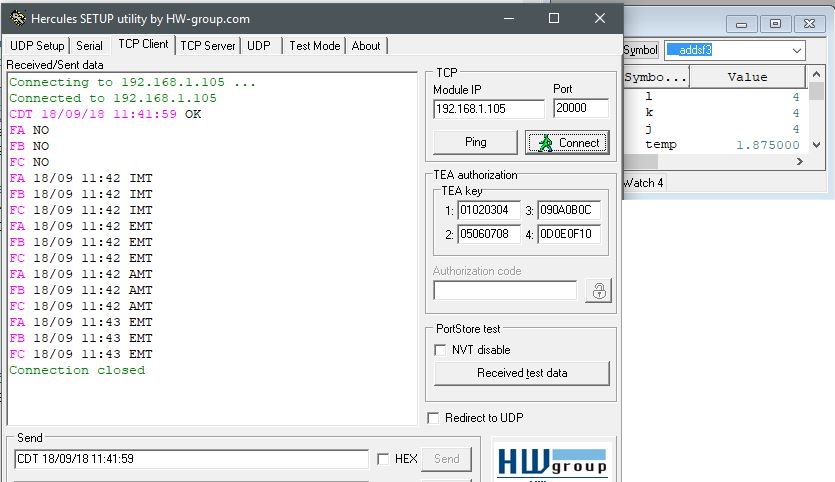 Hercules SETUP utility by HW-group.com
UDP Setup Serial TCP Client TCP Server UDP Test Mode About
Received/Sent data
Connecting to 192.168.1.105 ...
Connected to 192.168.1.105
CDT 18/09/18 11:41:59 OK
FA NO
FB NO
FC NO
FA 18/09 11:42 IMT
FB 18/09 11:42 IMT
FC 18/09 11:42 IMT
FA 18/09 11:42 EMT
FB 18/09 11:42 EMT
FC 18/09 11:42 EMT
FA 18/09 11:42 AMT
FB 18/09 11:42 AMT
FC 18/09 11:42 AMT
FA 18/09 11:43 EMT
FB 18/09 11:43 EMT
FC 18/09 11:43 EMT
Connection closed
Send
CDT 18/09/18 11:41:59
HEX
Send
TCP
Module IP Port
192.168.1.105 20000
Ping Connect
TEA authorization
TEA key
1: 01020304 3: 090A0B0C
2: 05060708 4: 0D0E0F10
Authorization code
PortStore test
NVT disable
Received test data
Redirect to UDP
HW group
Symbol __addsf3
Symbo... Value
l 4
k 4
j 4
temp 1.875000
Watch 4